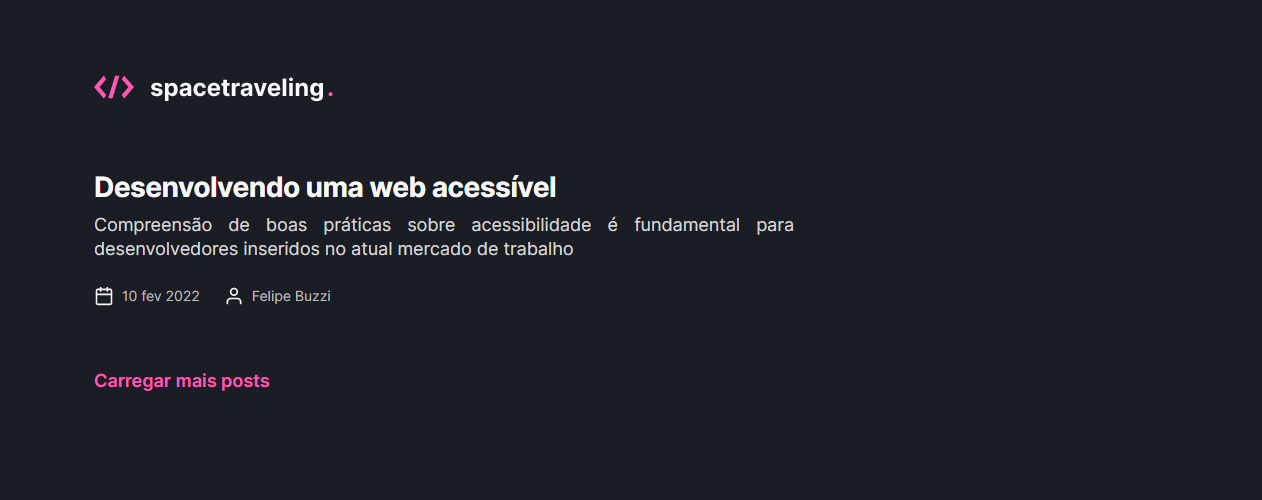 </> spacetraveling.
Desenvolvendo uma web acessível
Compreensão de boas práticas sobre acessibilidade é fundamental para
desenvolvedores inseridos no atual mercado de trabalho
10 fev 2022 Felipe Buzzi
Carregar mais posts